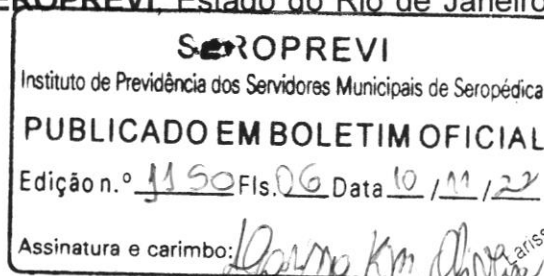 SEROPREVI, Estado do Rio de Janeiro
SEROPREVI
Instituto de Previdência dos Servidores Municipais de Seropédica
PUBLICADO EM BOLETIM OFICIAL
Edição n.º 1150 Fls. 06 Data 10 / 11 / 22
Assinatura e carimbo: